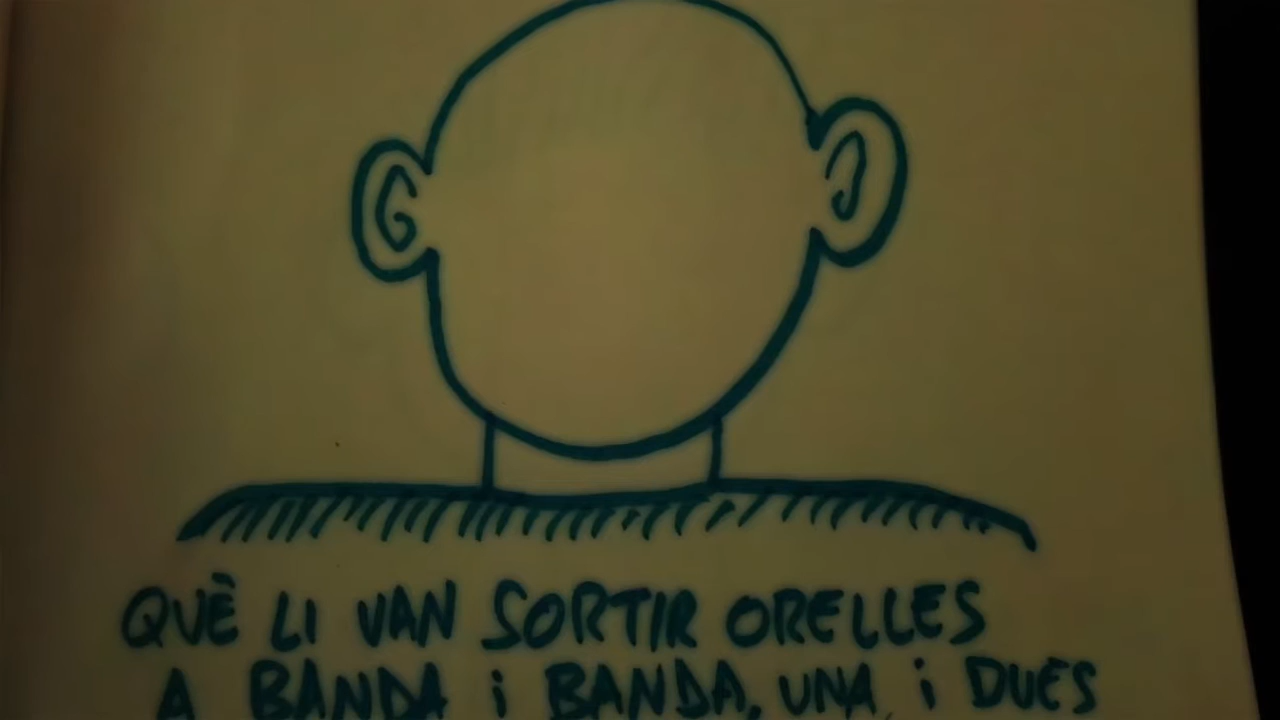 QUÈ LI VAN SORTIR ORELLES
A BANDA i BANDA, UNA i DUES